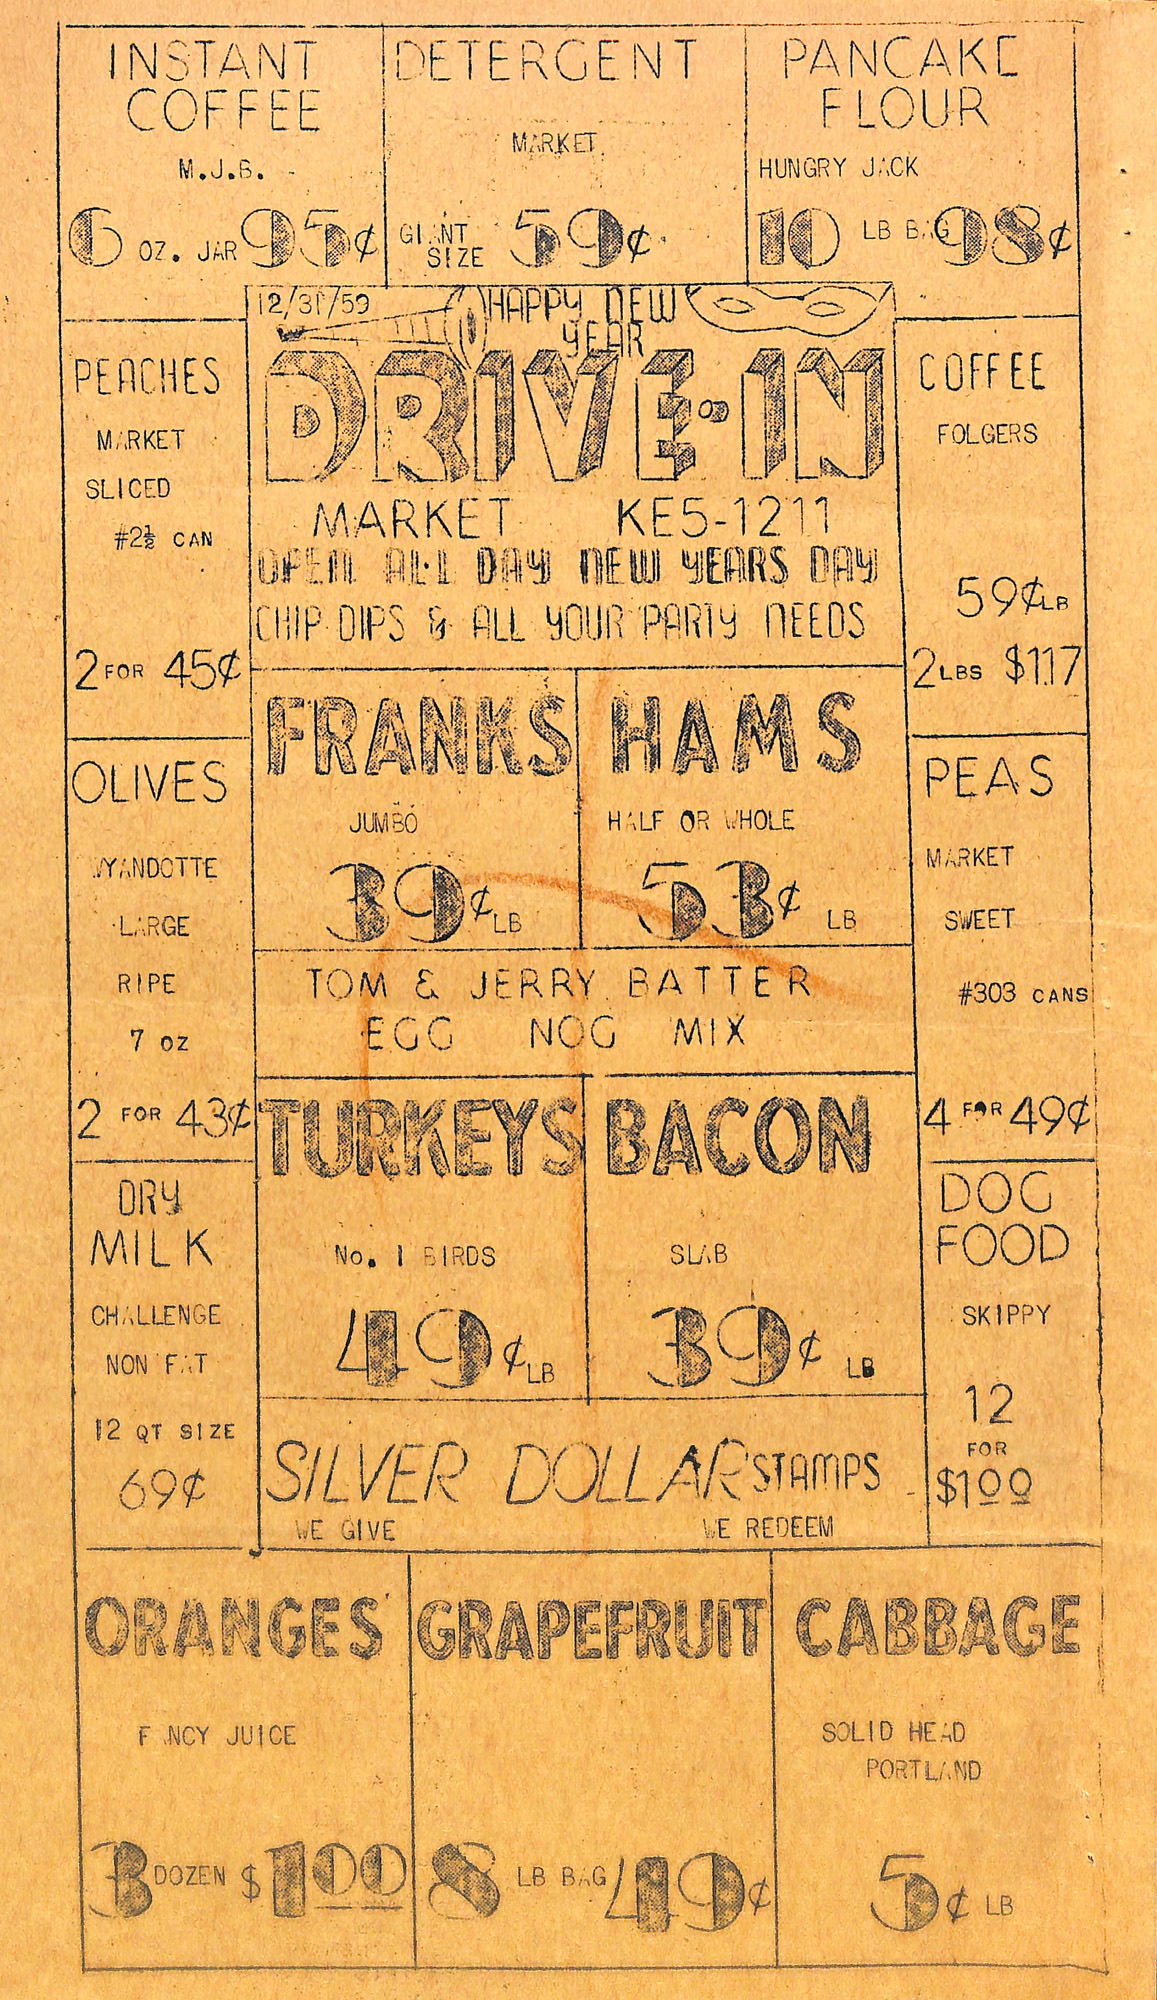 INSTANT
COFFEE
M.J.B.
6 OZ. JAR 95¢
DETERGENT
MARKET
GIANT
SIZE 59¢
PANCAKE
FLOUR
HUNGRY JACK
10 LB BAG 98¢
12/31/59
HAPPY NEW
YEAR
DRIVE-IN
MARKET KE5-1211
OPEN ALL DAY NEW YEARS DAY
CHIP DIPS & ALL YOUR PARTY NEEDS
PEACHES
MARKET
SLICED
#2½ CAN
2 FOR 45¢
COFFEE
FOLGERS
59¢ LB
2 LBS $1.17
FRANKS
JUMBO
39¢ LB
HAMS
HALF OR WHOLE
53¢ LB
OLIVES
WYANDOTTE
LARGE
RIPE
7 OZ
2 FOR 43¢
PEAS
MARKET
SWEET
#303 CANS
4 FOR 49¢
TOM & JERRY BATTER
EGG NOG MIX
TURKEYS
No. 1 BIRDS
49¢ LB
BACON
SLAB
39¢ LB
DRY
MILK
CHALLENGE
NON FAT
12 QT SIZE
69¢
DOG
FOOD
SKIPPY
12
FOR
$1.00
SILVER DOLLAR STAMPS
WE GIVE WE REDEEM
ORANGES
FANCY JUICE
3 DOZEN $1.00
GRAPEFRUIT
8 LB BAG 49¢
CABBAGE
SOLID HEAD
PORTLAND
5¢ LB